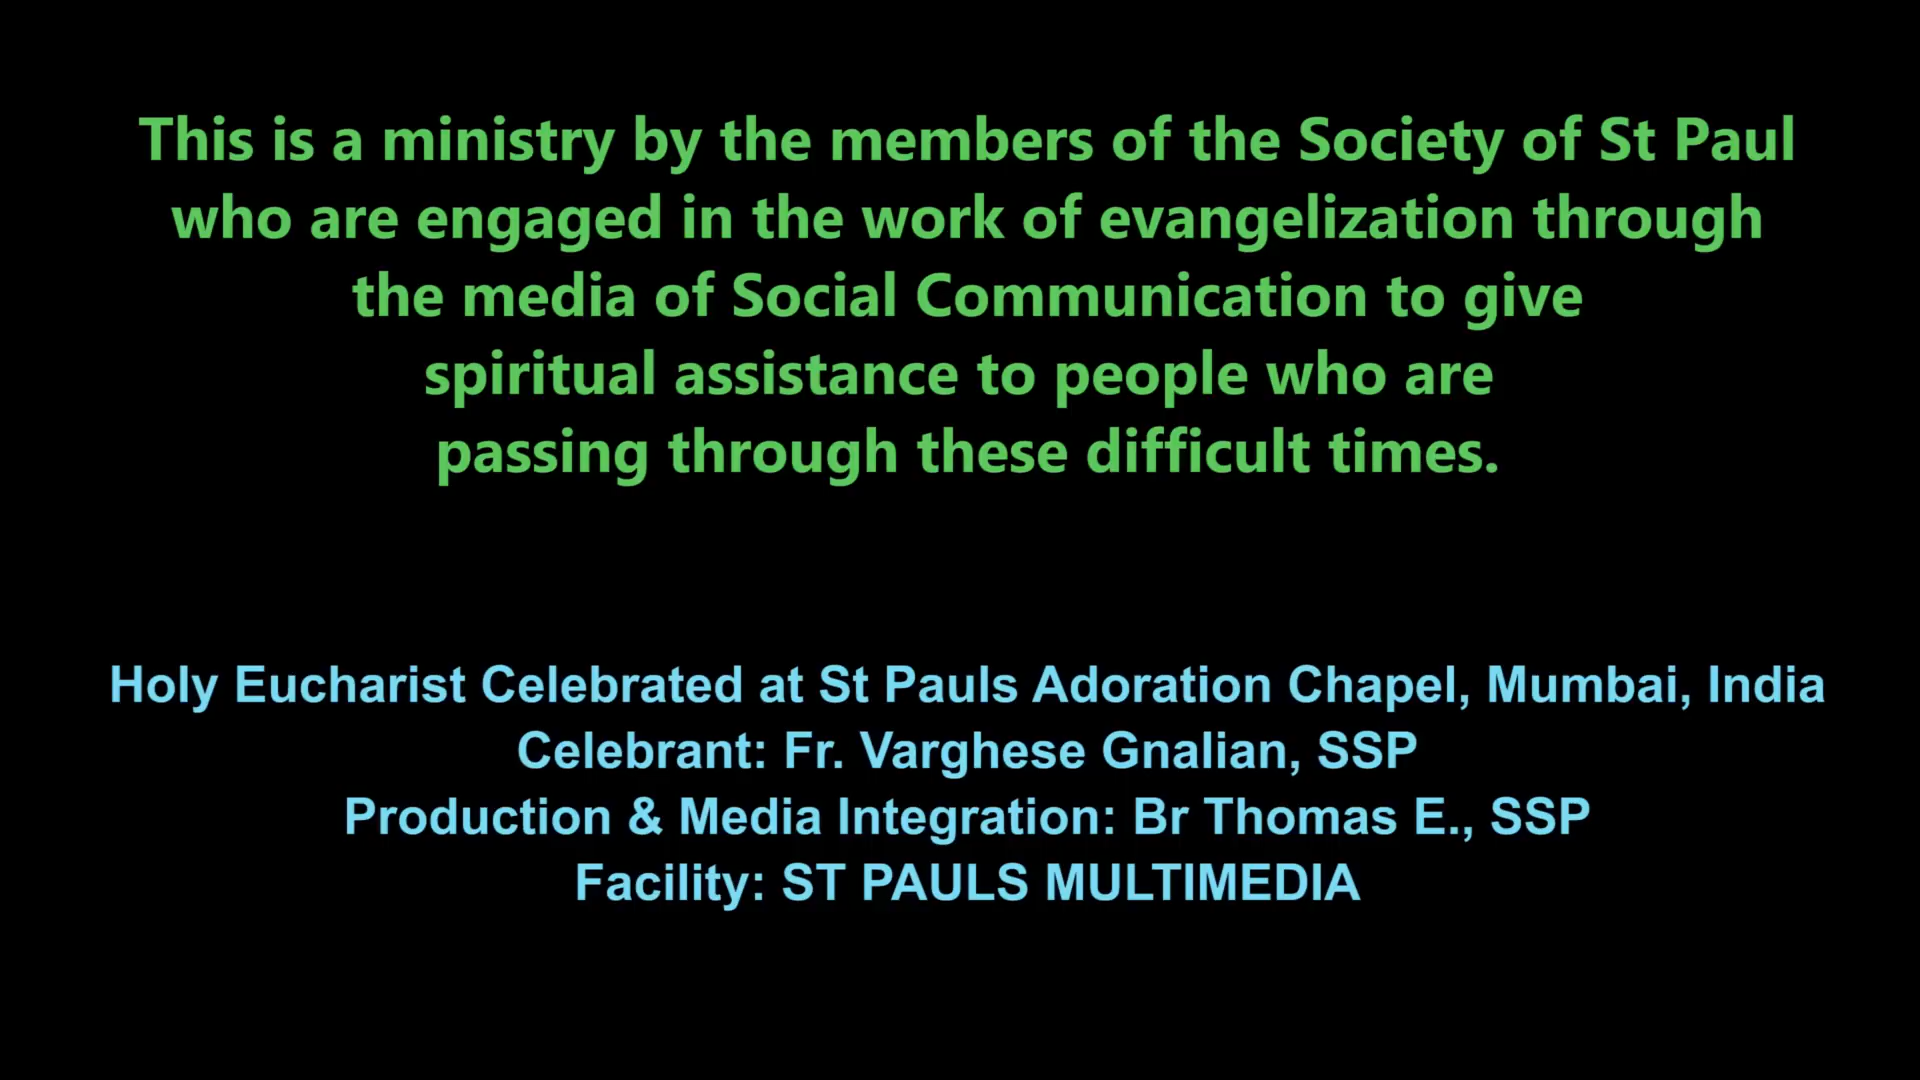 This is a ministry by the members of the Society of St Paul
who are engaged in the work of evangelization through
the media of Social Communication to give
spiritual assistance to people who are
passing through these difficult times.
Holy Eucharist Celebrated at St Pauls Adoration Chapel, Mumbai, India
Celebrant: Fr. Varghese Gnalian, SSP
Production & Media Integration: Br Thomas E., SSP
Facility: ST PAULS MULTIMEDIA